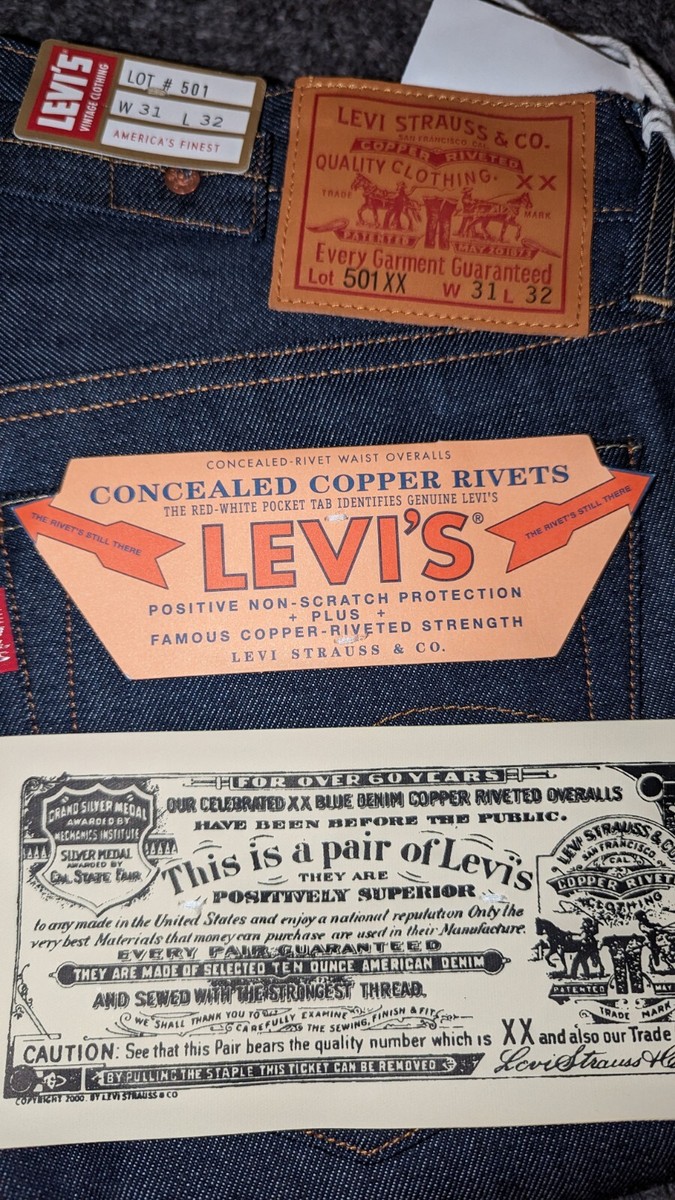 LEVI'S
VINTAGE CLOTHING
LOT # 501
W 31 L 32
AMERICA'S FINEST
LEVI STRAUSS & CO.
SAN FRANCISCO, CAL.
COPPER RIVETED
QUALITY CLOTHING. XX
TRADE MARK
PATENTED MAY 20 1873
Every Garment Guaranteed
Lot 501XX W 31 L 32
CONCEALED-RIVET WAIST OVERALLS
CONCEALED COPPER RIVETS
THE RED-WHITE POCKET TAB IDENTIFIES GENUINE LEVI'S
THE RIVET'S STILL THERE
THE RIVET'S STILL THERE
LEVI'S®
POSITIVE NON-SCRATCH PROTECTION
+ PLUS +
FAMOUS COPPER-RIVETED STRENGTH
LEVI STRAUSS & CO.
FOR OVER 60 YEARS
OUR CELEBRATED XX BLUE DENIM COPPER RIVETED OVERALLS
HAVE BEEN BEFORE THE PUBLIC.
GRAND SILVER MEDAL
AWARDED BY
MECHANICS INSTITUTE
SILVER MEDAL
AWARDED BY
CAL. STATE FAIR
This is a pair of Levi's
THEY ARE
POSITIVELY SUPERIOR
to any made in the United States and enjoy a national reputation Only the
very best Materials that money can purchase are used in their Manufacture.
EVERY PAIR GUARANTEED
THEY ARE MADE OF SELECTED TEN OUNCE AMERICAN DENIM
AND SEWED WITH THE STRONGEST THREAD.
WE SHALL THANK YOU TO
CAREFULLY EXAMINE
THE SEWING, FINISH & FIT
CAUTION: See that this Pair bears the quality number which is XX and also our Trade
BY PULLING THE STAPLE THIS TICKET CAN BE REMOVED
Levi Strauss & Co
COPYRIGHT 2000. BY LEVI STRAUSS & CO
LEVI STRAUSS & CO
SAN FRANCISCO.
CAL
COPPER RIVETE
CLOTHING
PATENTED MAY
TRADE MARK